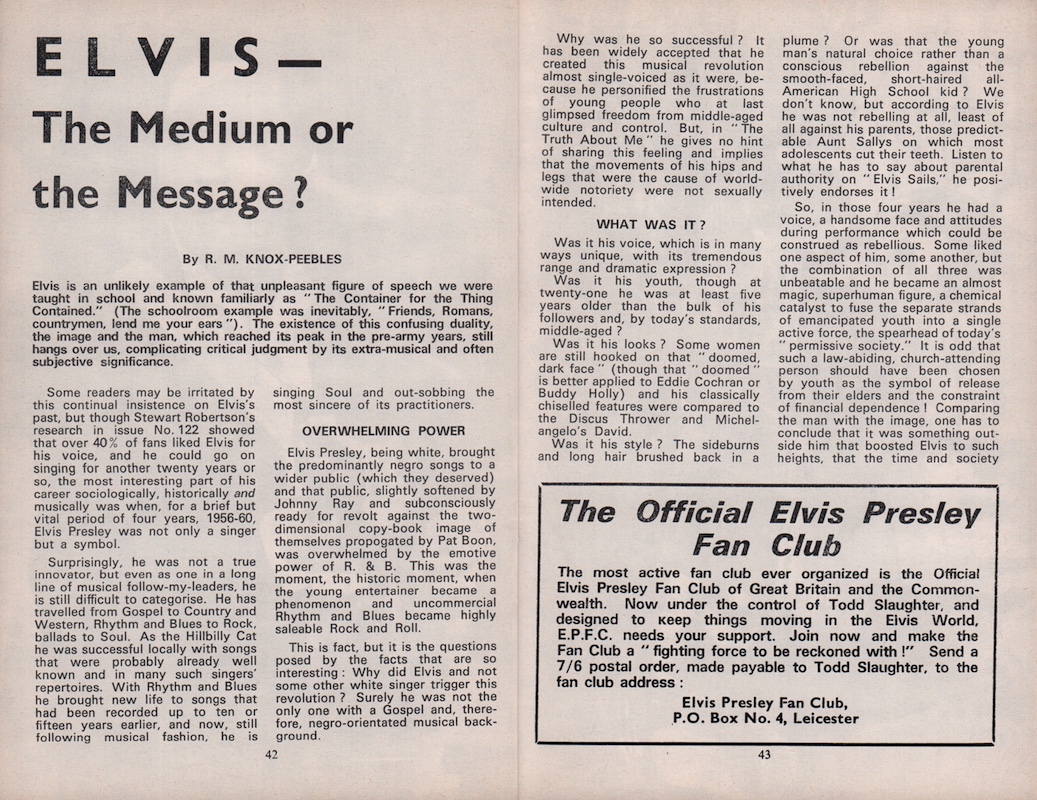 ELVIS—
The Medium or
the Message?
By R. M. KNOX-PEEBLES
Elvis is an unlikely example of that unpleasant figure of speech we were
taught in school and known familiarly as "The Container for the Thing
Contained." (The schoolroom example was inevitably, "Friends, Romans,
countrymen, lend me your ears"). The existence of this confusing duality,
the image and the man, which reached its peak in the pre-army years, still
hangs over us, complicating critical judgment by its extra-musical and often
subjective significance.
Some readers may be irritated by
this continual insistence on Elvis's
past, but though Stewart Robertson's
research in issue No. 122 showed
that over 40% of fans liked Elvis for
his voice, and he could go on
singing for another twenty years or
so, the most interesting part of his
career sociologically, historically and
musically was when, for a brief but
vital period of four years, 1956-60,
Elvis Presley was not only a singer
but a symbol.
Surprisingly, he was not a true
innovator, but even as one in a long
line of musical follow-my-leaders, he
is still difficult to categorise. He has
travelled from Gospel to Country and
Western, Rhythm and Blues to Rock,
ballads to Soul. As the Hillbilly Cat
he was successful locally with songs
that were probably already well
known and in many such singers'
repertoires. With Rhythm and Blues
he brought new life to songs that
had been recorded up to ten or
fifteen years earlier, and now, still
following musical fashion, he is
singing Soul and out-sobbing the
most sincere of its practitioners.
OVERWHELMING POWER
Elvis Presley, being white, brought
the predominantly negro songs to a
wider public (which they deserved)
and that public, slightly softened by
Johnny Ray and subconsciously
ready for revolt against the two-
dimensional copy-book image of
themselves propogated by Pat Boon,
was overwhelmed by the emotive
power of R. & B. This was the
moment, the historic moment, when
the young entertainer became a
phenomenon and uncommercial
Rhythm and Blues became highly
saleable Rock and Roll.
This is fact, but it is the questions
posed by the facts that are so
interesting: Why did Elvis and not
some other white singer trigger this
revolution? Surely he was not the
only one with a Gospel and, there-
fore, negro-orientated musical back-
ground.
42
Why was he so successful? It
has been widely accepted that he
created this musical revolution
almost single-voiced as it were, be-
cause he personified the frustrations
of young people who at last
glimpsed freedom from middle-aged
culture and control. But, in "The
Truth About Me" he gives no hint
of sharing this feeling and implies
that the movements of his hips and
legs that were the cause of world-
wide notoriety were not sexually
intended.
WHAT WAS IT?
Was it his voice, which is in many
ways unique, with its tremendous
range and dramatic expression?
Was it his youth, though at
twenty-one he was at least five
years older than the bulk of his
followers and, by today's standards,
middle-aged?
Was it his looks? Some women
are still hooked on that "doomed,
dark face" (though that "doomed"
is better applied to Eddie Cochran or
Buddy Holly) and his classically
chiselled features were compared to
the Discus Thrower and Michel-
angelo's David.
Was it his style? The sideburns
and long hair brushed back in a
plume? Or was that the young
man's natural choice rather than a
conscious rebellion against the
smooth-faced, short-haired all-
American High School kid? We
don't know, but according to Elvis
he was not rebelling at all, least of
all against his parents, those predict-
able Aunt Sallys on which most
adolescents cut their teeth. Listen to
what he has to say about parental
authority on "Elvis Sails," he posi-
tively endorses it!
So, in those four years he had a
voice, a handsome face and attitudes
during performance which could be
construed as rebellious. Some liked
one aspect of him, some another, but
the combination of all three was
unbeatable and he became an almost
magic, superhuman figure, a chemical
catalyst to fuse the separate strands
of emancipated youth into a single
active force, the spearhead of today's
"permissive society." It is odd that
such a law-abiding, church-attending
person should have been chosen
by youth as the symbol of release
from their elders and the constraint
of financial dependence! Comparing
the man with the image, one has to
conclude that it was something out-
side him that boosted Elvis to such
heights, that the time and society
The Official Elvis Presley
Fan Club
The most active fan club ever organized is the Official
Elvis Presley Fan Club of Great Britain and the Common-
wealth. Now under the control of Todd Slaughter, and
designed to keep things moving in the Elvis World,
E.P.F.C. needs your support. Join now and make the
Fan Club a "fighting force to be reckoned with!" Send a
7/6 postal order, made payable to Todd Slaughter, to the
fan club address:
Elvis Presley Fan Club,
P.O. Box No. 4, Leicester
43